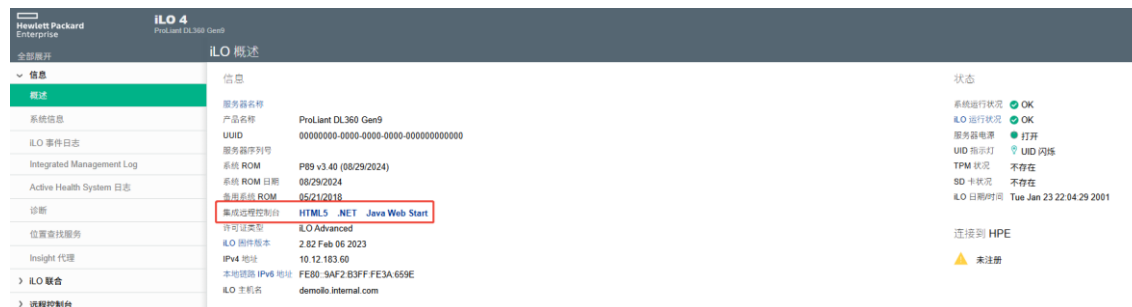 Hewlett Packard
Enterprise
iLO 4
ProLiant DL360 Gen9
全部展开
iLO 概述
信息
概述
系统信息
iLO 事件日志
Integrated Management Log
Active Health System 日志
诊断
位置查找服务
Insight 代理
iLO 联合
远程控制台
信息
服务器名称
产品名称 ProLiant DL360 Gen9
UUID 00000000-0000-0000-0000-000000000000
服务器序列号
系统 ROM P89 v3.40 (08/29/2024)
系统 ROM 日期 08/29/2024
备用系统 ROM 05/21/2018
集成远程控制台 HTML5 .NET Java Web Start
许可证类型 iLO Advanced
iLO 固件版本 2.82 Feb 06 2023
IPv4 地址 10.12.183.60
本地链路 IPv6 地址 FE80::9AF2:B3FF:FE3A:659E
iLO 主机名 demoilo.internal.com
状态
系统运行状况 OK
iLO 运行状况 OK
服务器电源 打开
UID 指示灯 UID 闪烁
TPM 状况 不存在
SD 卡状况 不存在
iLO 日期/时间 Tue Jan 23 22:04:29 2001
连接到 HPE
未注册